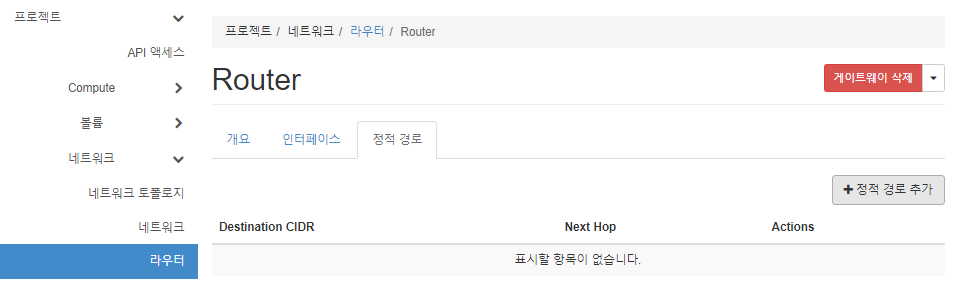 프로젝트
API 액세스
Compute
볼륨
네트워크
네트워크 토폴로지
네트워크
라우터
프로젝트 / 네트워크 / 라우터 / Router
Router
게이트웨이 삭제
개요 인터페이스 정적 경로
+ 정적 경로 추가
Destination CIDR Next Hop Actions
표시할 항목이 없습니다.